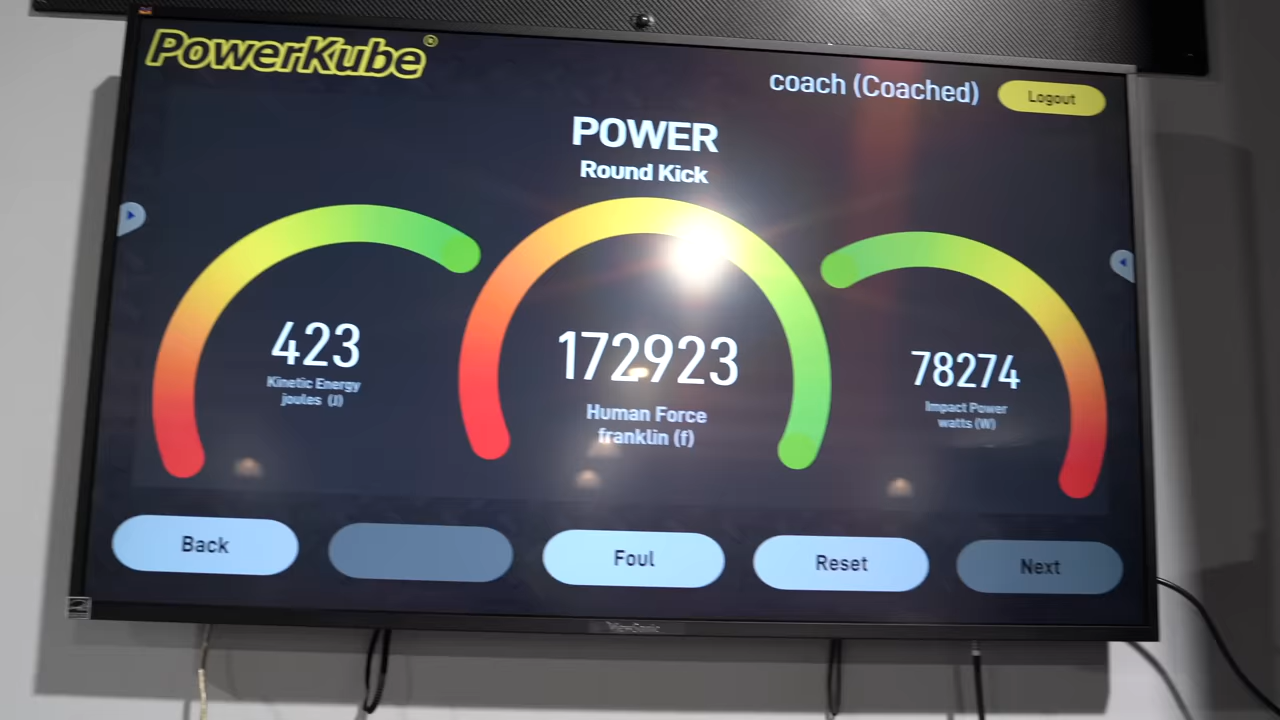 PowerKube®
coach (Coached)
Logout
POWER
Round Kick
423
Kinetic Energy
joules (J)
172923
Human Force
franklin (f)
78274
Impact Power
watts (W)
Back
Foul
Reset
Next
ViewSonic